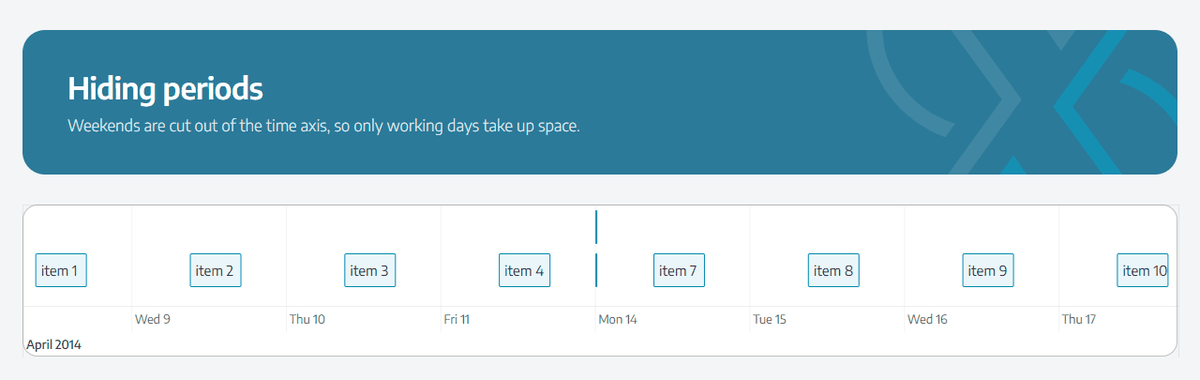 Hiding periods
Weekends are cut out of the time axis, so only working days take up space.
item 1 item 2 item 3 item 4 item 7 item 8 item 9 item 10
Wed 9 Thu 10 Fri 11 Mon 14 Tue 15 Wed 16 Thu 17
April 2014